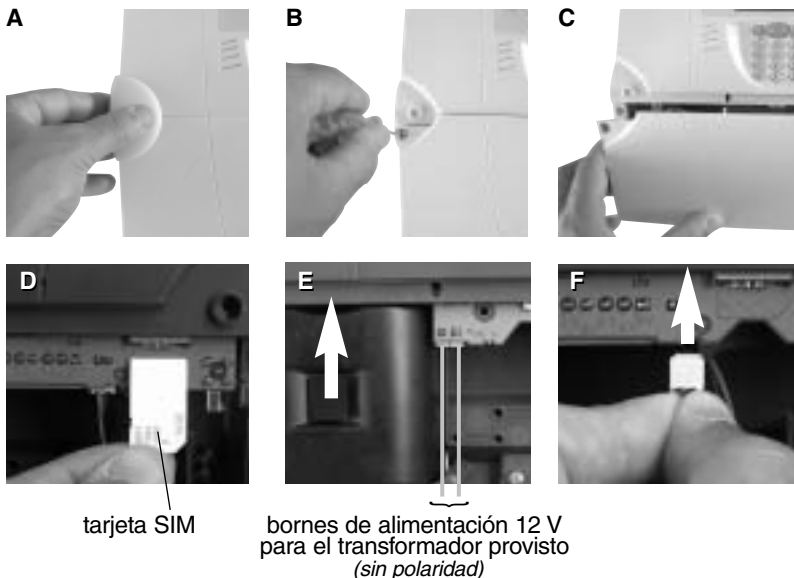 A
B
C
D
E
F
tarjeta SIM
bornes de alimentación 12 V
para el transformador provisto
(sin polaridad)